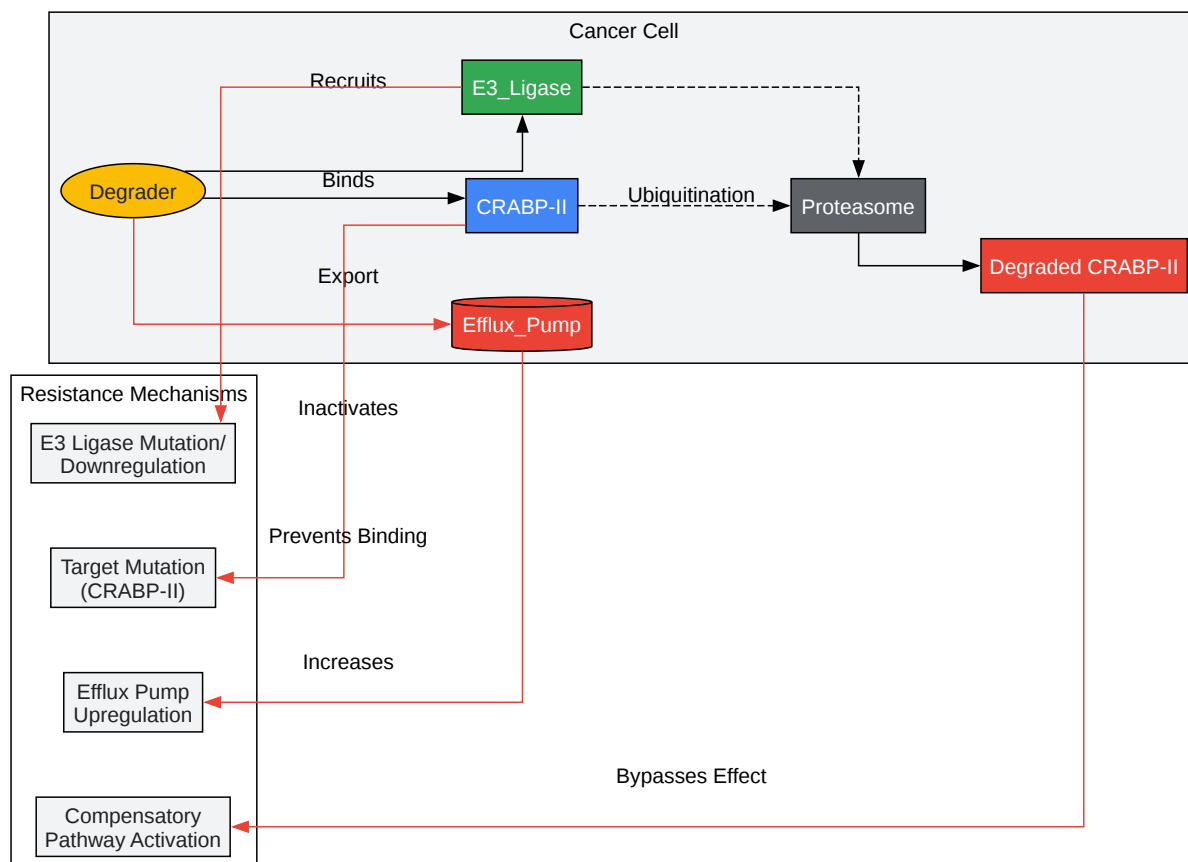 Cancer Cell
Recruits
E3_Ligase
Degrader
Binds
CRABP-II
Ubiquitination
Proteasome
Degraded CRABP-II
Export
Efflux_Pump
Resistance Mechanisms
Inactivates
E3 Ligase Mutation/
Downregulation
Prevents Binding
Target Mutation
(CRABP-II)
Increases
Efflux Pump
Upregulation
Bypasses Effect
Compensatory
Pathway Activation